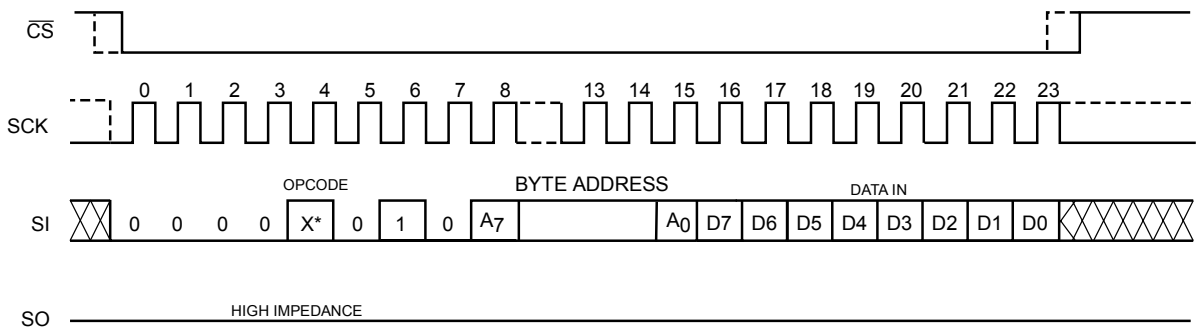 CS
0 1 2 3 4 5 6 7 8 13 14 15 16 17 18 19 20 21 22 23
SCK
OPCODE BYTE ADDRESS DATA IN
SI 0 0 0 0 X* 0 1 0 A7 A0 D7 D6 D5 D4 D3 D2 D1 D0
HIGH IMPEDANCE
SO